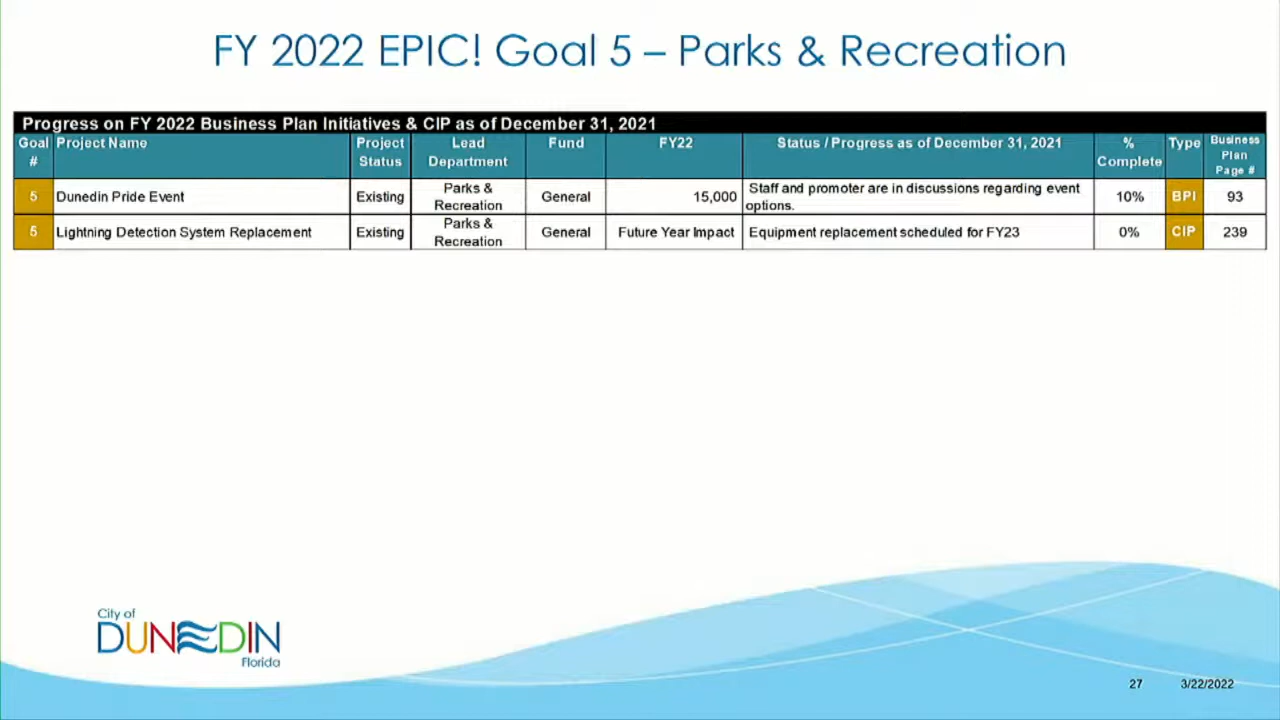 FY 2022 EPIC! Goal 5 – Parks & Recreation
Progress on FY 2022 Business Plan Initiatives & CIP as of December 31, 2021
Goal # Project Name Project Status Lead Department Fund FY22 Status / Progress as of December 31, 2021 % Complete Type Business Plan Page #
5 Dunedin Pride Event Existing Parks & Recreation General 15,000 Staff and promoter are in discussions regarding event options. 10% BPI 93
5 Lightning Detection System Replacement Existing Parks & Recreation General Future Year Impact Equipment replacement scheduled for FY23 0% CIP 239
City of
DUNEDIN
Florida
27 3/22/2022